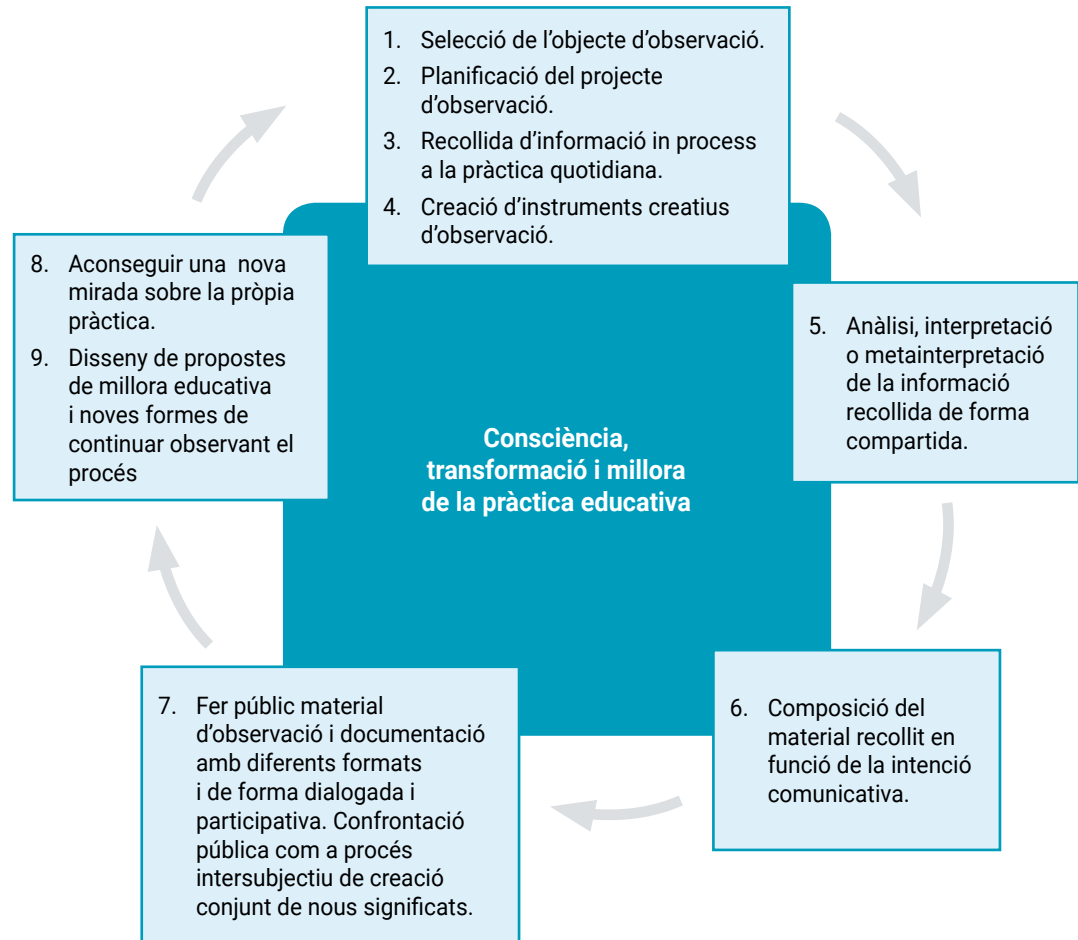 1. Selecció de l’objecte d’observació.
2. Planificació del projecte
d’observació.
3. Recollida d’informació in process
a la pràctica quotidiana.
4. Creació d’instruments creatius
d’observació.
5. Anàlisi, interpretació
o metainterpretació
de la informació
recollida de forma
compartida.
6. Composició del
material recollit en
funció de la intenció
comunicativa.
7. Fer públic material
d’observació i documentació
amb diferents formats
i de forma dialogada i
participativa. Confrontació
pública com a procés
intersubjectiu de creació
conjunt de nous significats.
8. Aconseguir una nova
mirada sobre la pròpia
pràctica.
9. Disseny de propostes
de millora educativa
i noves formes de
continuar observant el
procés
Consciència,
transformació i millora
de la pràctica educativa